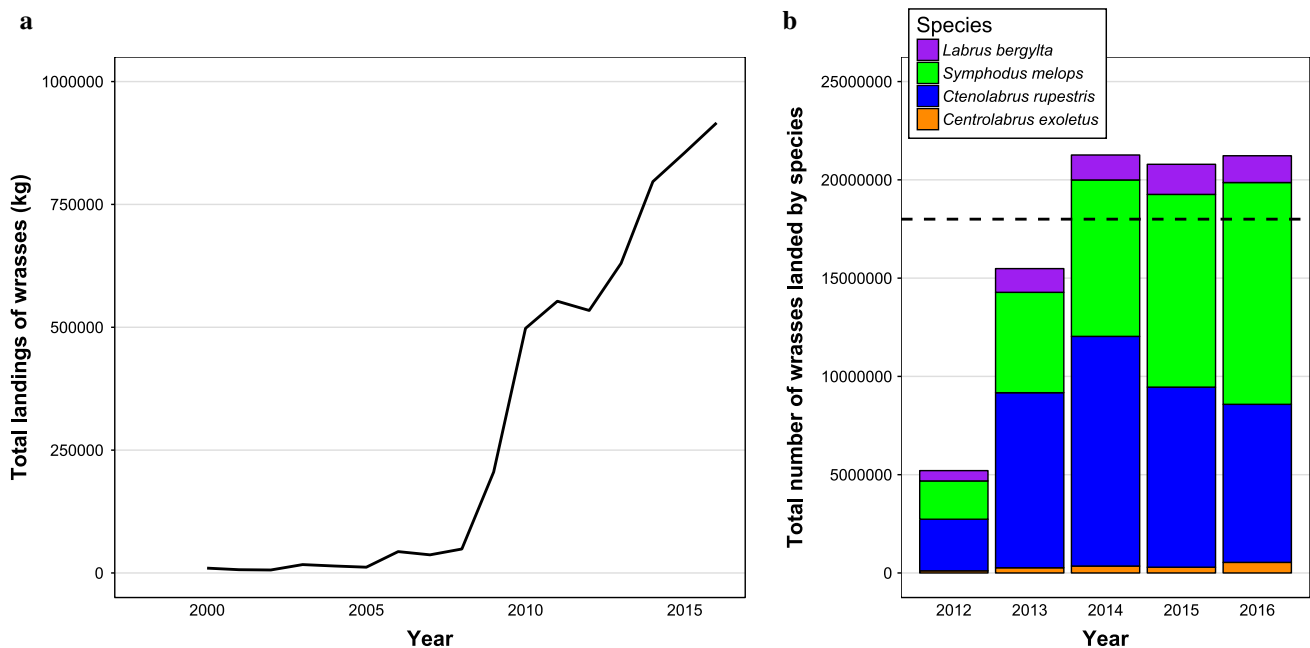 a
Total landings of wrasses (kg)
1000000
750000
500000
250000
0
2000
2005
2010
2015
Year
b
Species
Labrus bergylta
Symphodus melops
Ctenolabrus rupestris
Centrolabrus exoletus
Total number of wrasses landed by species
25000000
20000000
15000000
10000000
5000000
0
2012
2013
2014
2015
2016
Year